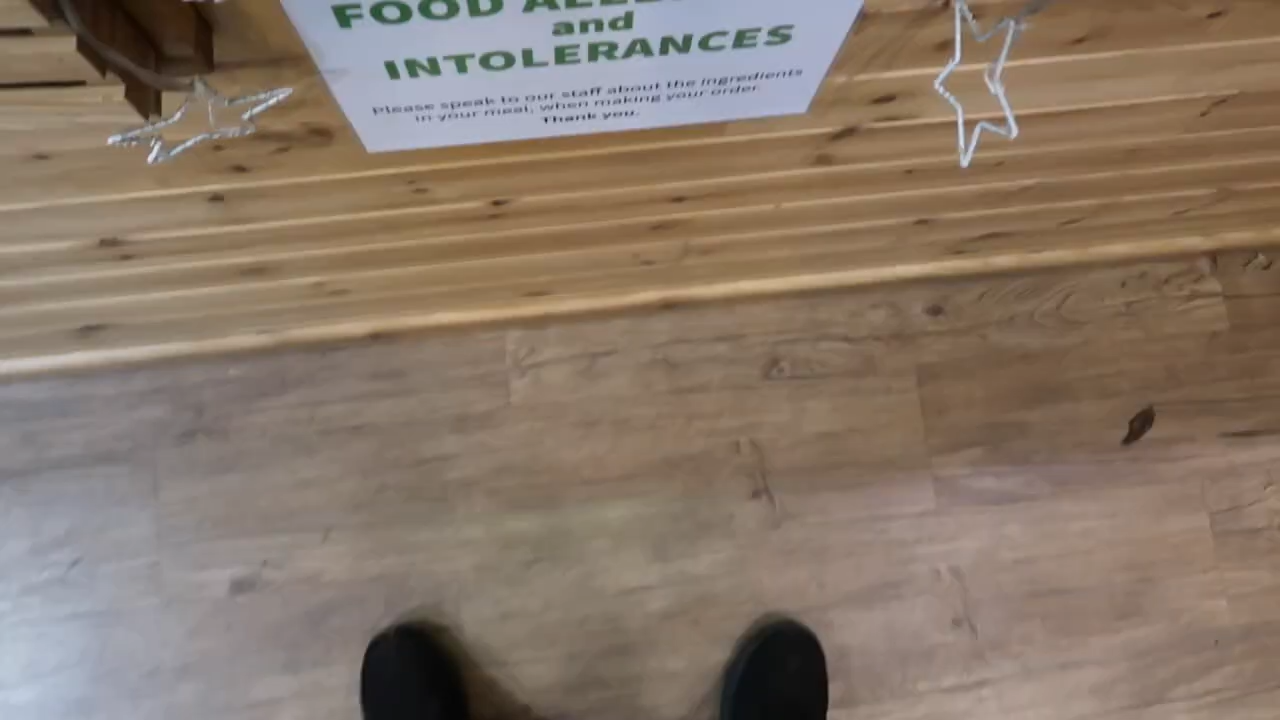 FOOD
and
INTOLERANCES
Please speak to our staff about the ingredients
in your meal, when making your order.
Thank you.